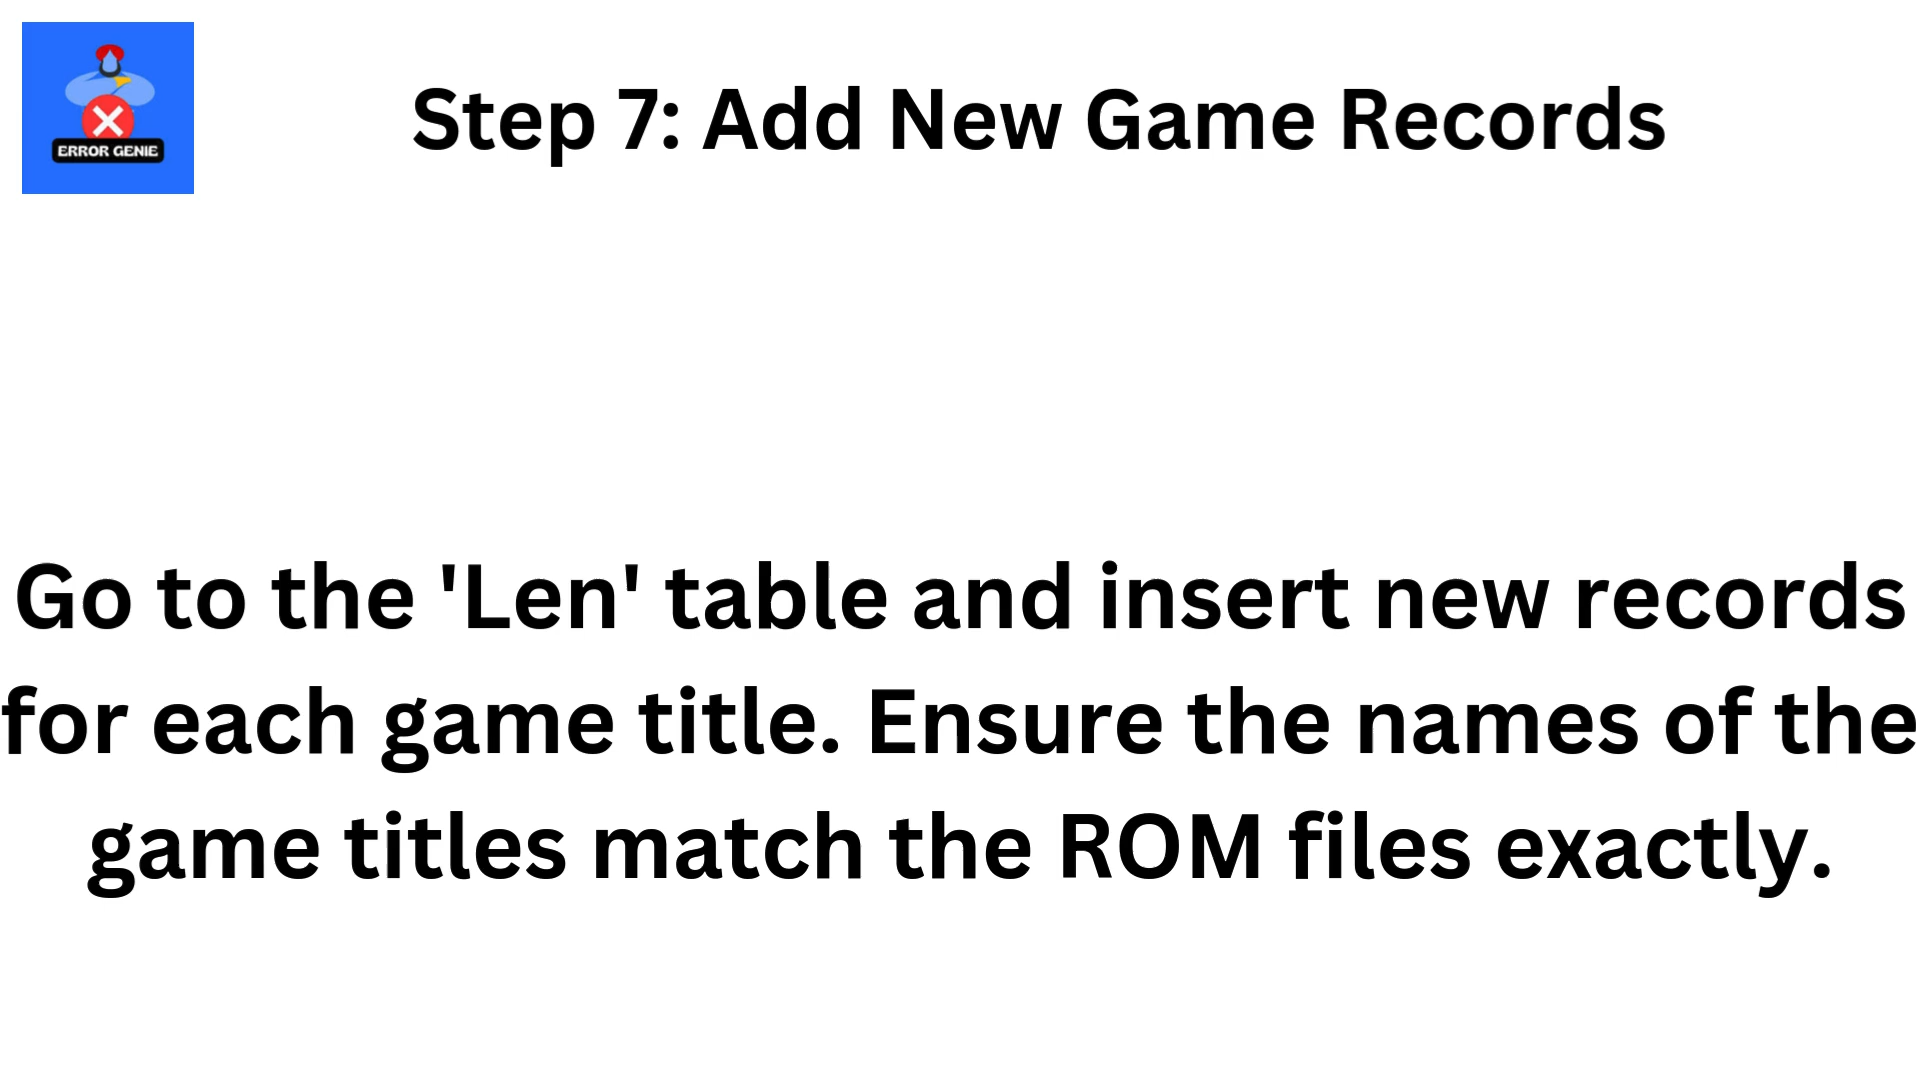 ERROR GENIE
Step 7: Add New Game Records
Go to the 'Len' table and insert new records
for each game title. Ensure the names of the
game titles match the ROM files exactly.